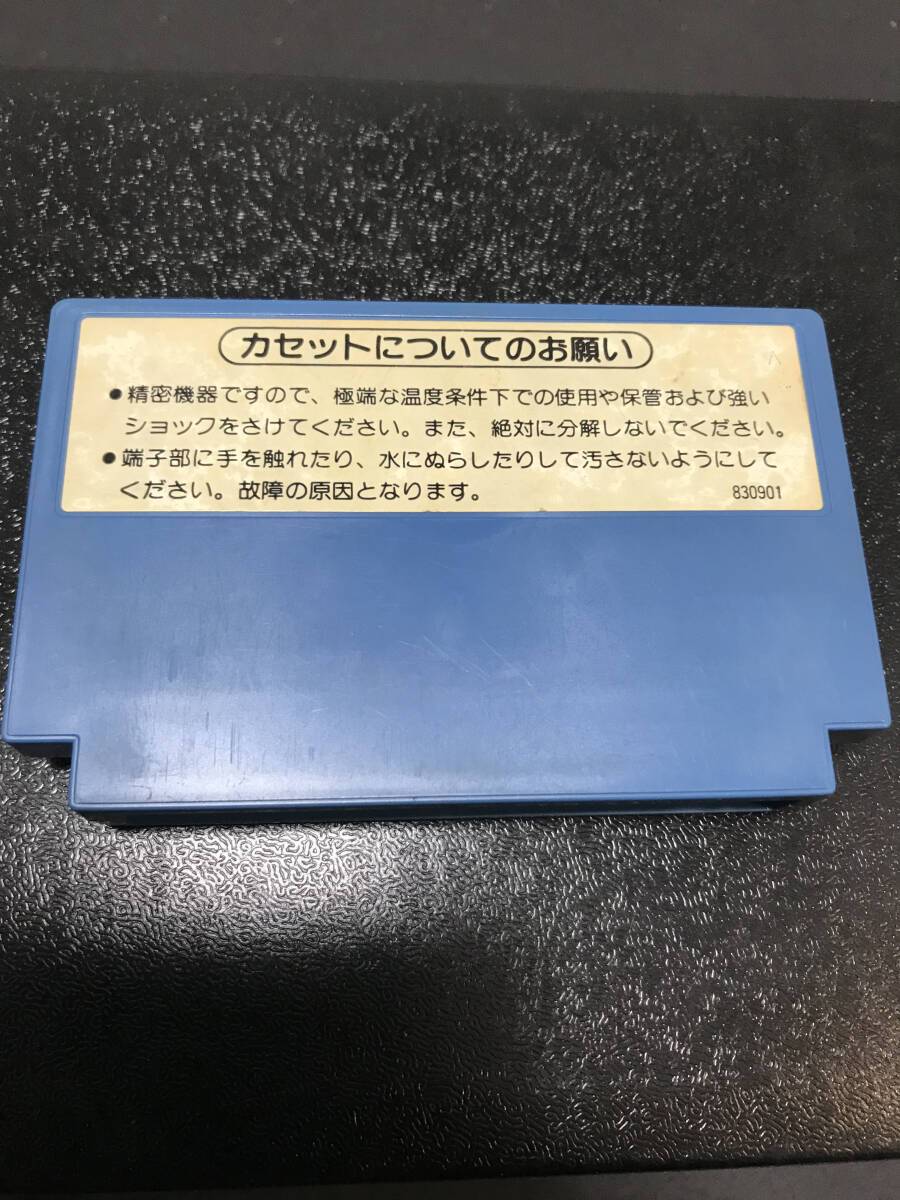 カセットについてのお願い
●精密機器ですので、極端な温度条件下での使用や保管および強い
ショックをさけてください。また、絶対に分解しないでください。
●端子部に手を触れたり、水にぬらしたりして汚さないようにして
ください。故障の原因となります。 830901